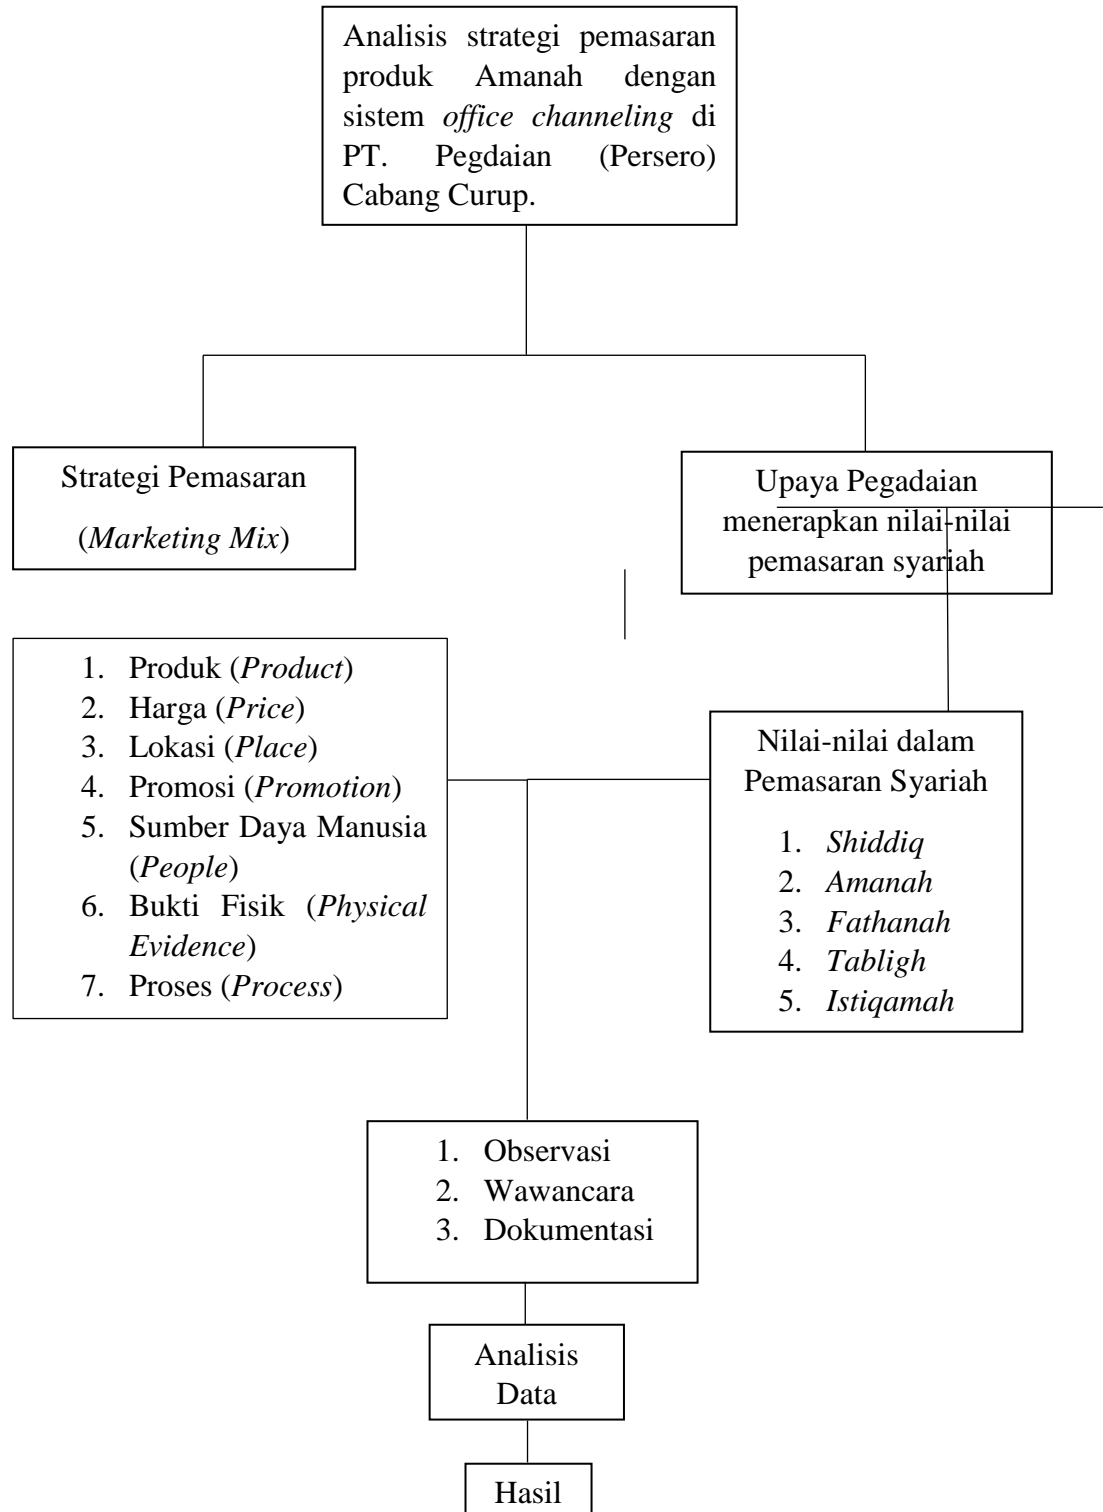 Analisis strategi pemasaran
produk Amanah dengan
sistem office channeling di
PT. Pegdaian (Persero)
Cabang Curup.
Strategi Pemasaran
(Marketing Mix)
Upaya Pegadaian
menerapkan nilai-nilai
pemasaran syariah
1. Produk (Product)
2. Harga (Price)
3. Lokasi (Place)
4. Promosi (Promotion)
5. Sumber Daya Manusia
(People)
6. Bukti Fisik (Physical
Evidence)
7. Proses (Process)
Nilai-nilai dalam
Pemasaran Syariah
1. Shiddiq
2. Amanah
3. Fathanah
4. Tabligh
5. Istiqamah
1. Observasi
2. Wawancara
3. Dokumentasi
Analisis
Data
Hasil